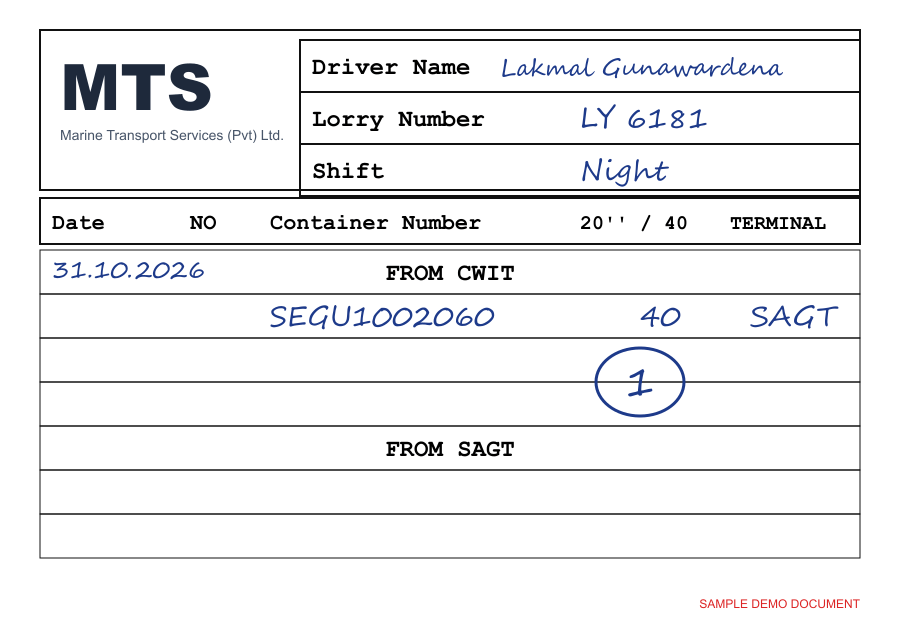 MTS
Marine Transport Services (Pvt) Ltd.
Driver Name Lakmal Gunawardena
Lorry Number LY 6181
Shift Night
Date NO Container Number 20'' / 40 TERMINAL
31.10.2026 FROM CWIT
SEGU1002060 40 SAGT
1
FROM SAGT
SAMPLE DEMO DOCUMENT